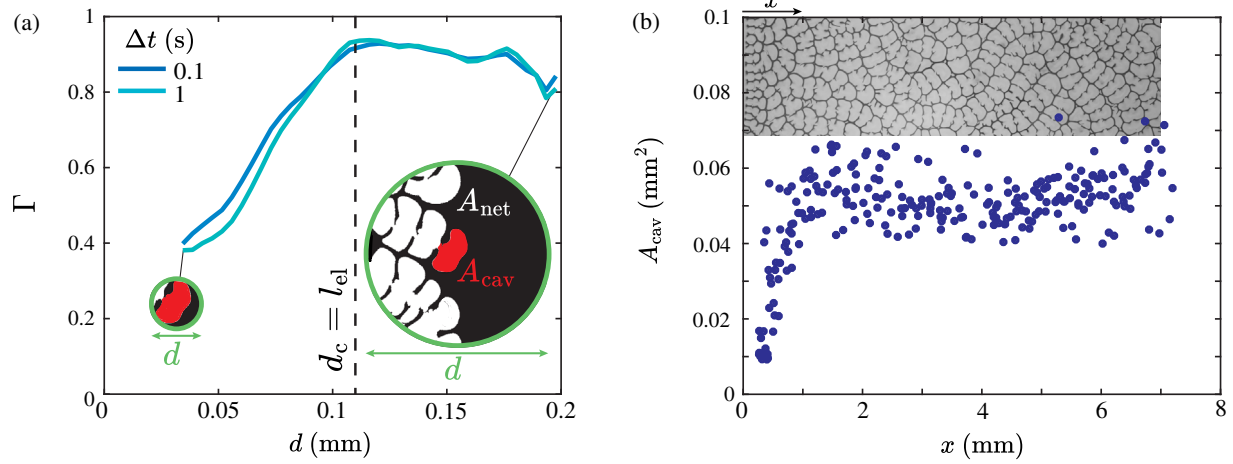 (a)
Γ
1
0.8
0.6
0.4
0.2
0
Δt (s)
0.1
1
A_net
A_cav
d
d
d_c = l_el
0
0.05
0.1
0.15
0.2
d (mm)
(b)
x
A_cav (mm²)
0.1
0.08
0.06
0.04
0.02
0
0
2
4
6
8
x (mm)